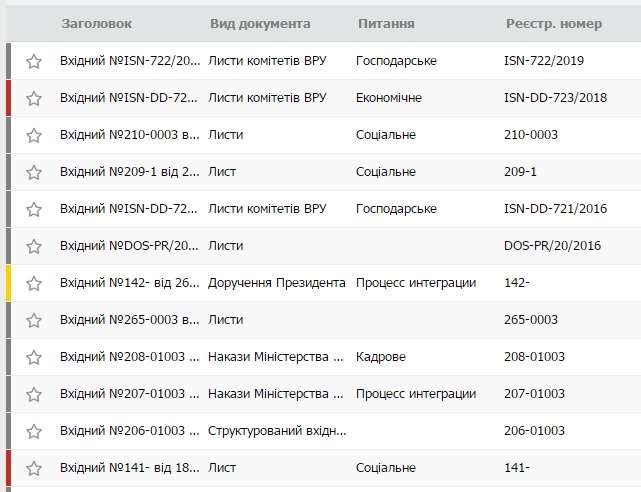 Заголовок Вид документа Питання Реєстр. номер
Вхідний №ISN-722/20... Листи комітетів ВРУ Господарське ISN-722/2019
Вхідний №ISN-DD-72... Листи комітетів ВРУ Економічне ISN-DD-723/2018
Вхідний №210-0003 в... Листи Соціальне 210-0003
Вхідний №209-1 від 2... Лист Соціальне 209-1
Вхідний №ISN-DD-72... Листи комітетів ВРУ Господарське ISN-DD-721/2016
Вхідний №DOS-PR/20... Листи DOS-PR/20/2016
Вхідний №142- від 26... Доручення Президента Процесс интеграции 142-
Вхідний №265-0003 в... Листи 265-0003
Вхідний №208-01003 ... Накази Міністерства ... Кадрове 208-01003
Вхідний №207-01003 ... Накази Міністерства ... Процесс интеграции 207-01003
Вхідний №206-01003 ... Структурований вхідн... 206-01003
Вхідний №141- від 18... Лист Соціальне 141-